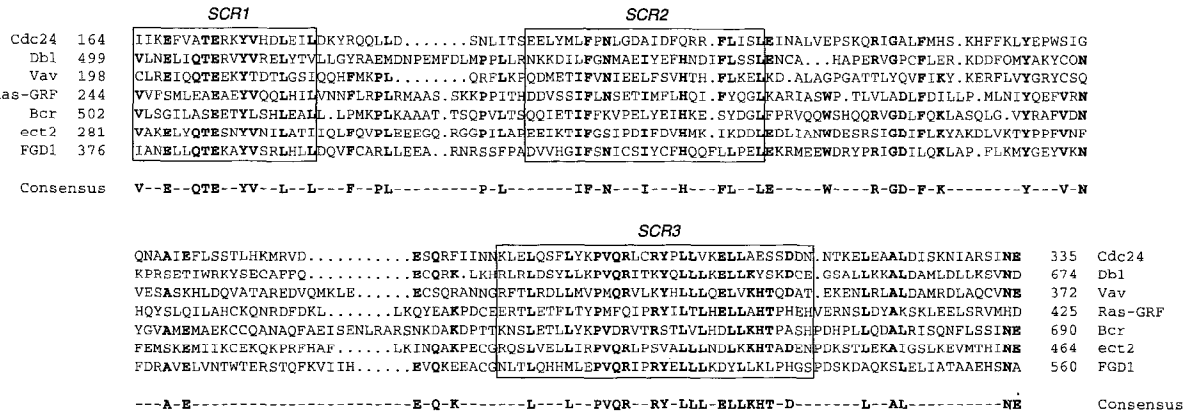 SCR1 SCR2
Cdc24 164 IIKEFVATERKYVHDLEILDKYRQQLLD.......SNLITSEELYMLFPNLGDAIDFQRR.FLISLEINALVEPSKQRIGALFMHS.KHFFKLYEPWSIG
Dbl 499 VLNELIQTERVYVRELYTVLLGYRAEMDNPEMFDLMPPLLRNKKDILFGNMAEIYEFHNDIFLSSLENCA...HAPERVGPCFLER.KDDFQMYAKYCQN
Vav 198 CLREIQQTEEKYTDTLGSIQQHFMKPL........QRFLKPQDMETIFVNIEELFSVHTH.FLKELKD.ALAGPGATTLYQVFIKY.KERFLVYGRYCSQ
Ras-GRF 244 VVFSMLEAEAEYVQQLHILVNNFLRPLRMAAS.SKKPPITHDDVSSIFLNSETIMFLHQI.FYQGLKARIASWP.TLVLADLFDILLP.MLNIYQEFVRN
Bcr 502 VLSGILASEETYLSHLEALLLPMKPLKAAAT.TSQPVLTSQQIETIFFKVPELYEIHKE.SYDGLFPRVQQWSHQQRVGDLFQKLASQLG.VYRAFVDN
ect2 281 VAKELYQTESNYVNILATIIQLFQVPLEEEGQ.RGGPILAPEEIKTIFGSIPDIFDVHMK.IKDDLEDLIANWDESRSIGDIFLKYAKDLVKTYPPFVNF
FGD1 376 IANELLQTEKAYVSRLHLLDQVFCARLLEEA..RNRSSFPADVVHGIFSNICSIYCFHQQFLLPELEKRMEEWDRYPRIGDILQKLAP.FLKMYGEYVKN
Consensus V--E--QTE--YV---L--L---F--PL---------P-L-------IF-N---I---H---FL--LE------W----R-GD-F-K---------Y---V-N
SCR3
QNAAIEFLSSTLHKMRVD..........ESQRFIINNKLELQSFLYKPVQRLCRYPLLVKELLAESSDDN.NTKELEAALDISKNIARSINE 335 Cdc24
KPRSETIWRKYSECAFFQ..........ECQRK.LKHRLRLDSYLLKPVQRITKYQLLLKELLKYSKDCE.GSALLKKALDAMLDLLKSVND 674 Dbl
VESASKHLDQVATAREDVQMKLE.......ECSQRANNGRFTLRDLLMVPMQRVLKYHLLLQELVKHTQDAT.EKENLRLALDAMRDLAQCVNE 372 Vav
HQYSLQILAHCKQNRDFDKL.........LKQYEAKPDCEERTLETFLTYPMFQIPRYILTLHELLAHTPHEHVERNSLDYAKSKLEELSRVMHD 425 Ras-GRF
YGVAMEMAEKCCQANAQFAEISENLRARSNKDAKDPTTKNSLETLLYKPVDRVTRSTLVLHDLLKHTPASHPDHPLLQDALRISQNFLSSINE 690 Bcr
FEMSKEMIIKCEKQKPRFHAF......LKINQAKPECGRQSLVELLIRPVQRLPSVALLLNDLKKHTADENPDKSTLEKAIGSLKEVMTHINE 464 ect2
FDRAVELVNTWTERSTQFKVIIH.......EVQKEEACGNLTLQHHMLEPVQRIPRYELLLKDYLLKLPHGSPDSKDAQKSLELIATAAEHSNA 560 FGD1
---A-E----------------------E-Q-K-------L---L--PVQR--RY-LLL-ELLKHT-D-------L--AL---------NE Consensus